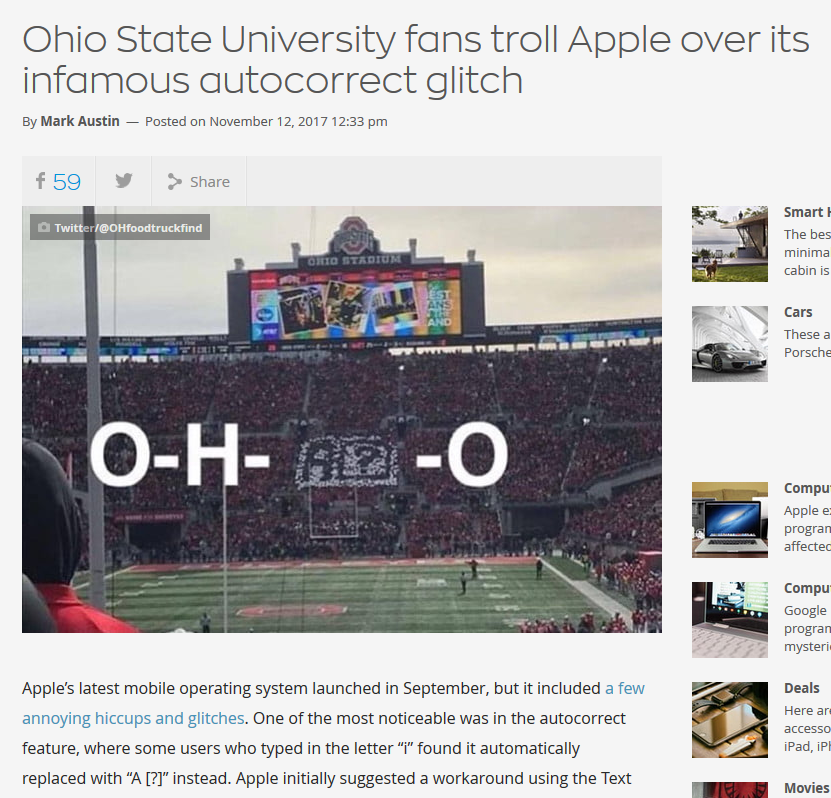 Ohio State University fans troll Apple over its
infamous autocorrect glitch
By Mark Austin — Posted on November 12, 2017 12:33 pm
59
Share
Twitter/@OHfoodtruckfind
OHIO STADIUM
BEST
FANS
IN THE
LAND
AT&T
O-H- -O
Apple’s latest mobile operating system launched in September, but it included a few
annoying hiccups and glitches. One of the most noticeable was in the autocorrect
feature, where some users who typed in the letter “i” found it automatically
replaced with “A [?]” instead. Apple initially suggested a workaround using the Text
Smart H
The bes
minima
cabin is
Cars
These a
Porsche
Comput
Apple ex
program
affected
Comput
Google
program
mysteri
Deals
Here are
accesso
iPad, iPh
Movies